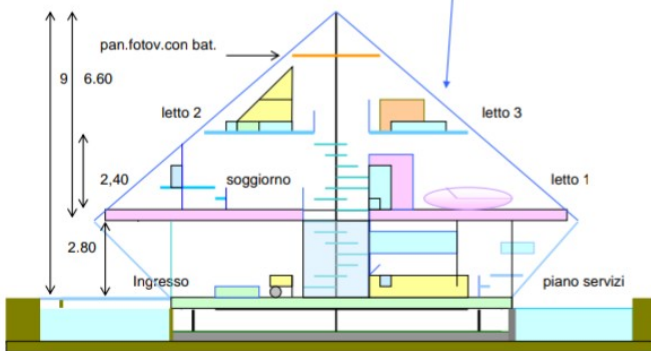 pan.fotov.con bat.
9 6.60
letto 2 letto 3
2,40 soggiorno letto 1
2.80
Ingresso piano servizi